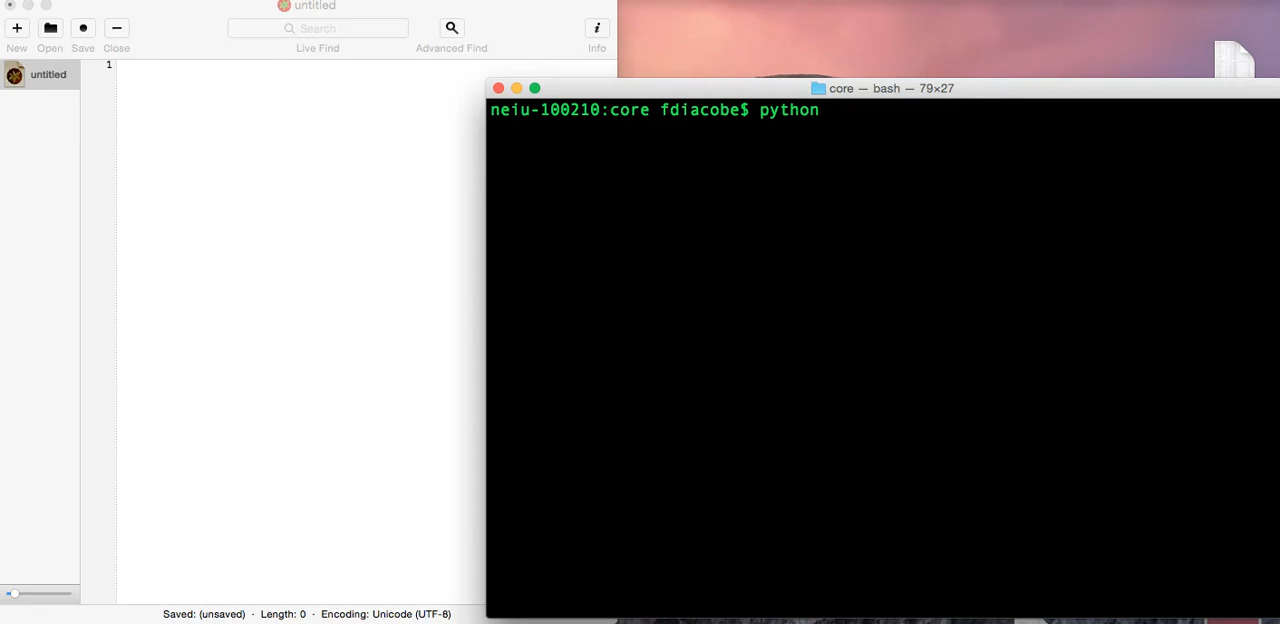 untitled
Search
New Open Save Close Live Find Advanced Find Info
untitled
1
core — bash — 79×27
neiu-100210:core fdiacobe$ python
Saved: (unsaved) · Length: 0 · Encoding: Unicode (UTF-8)